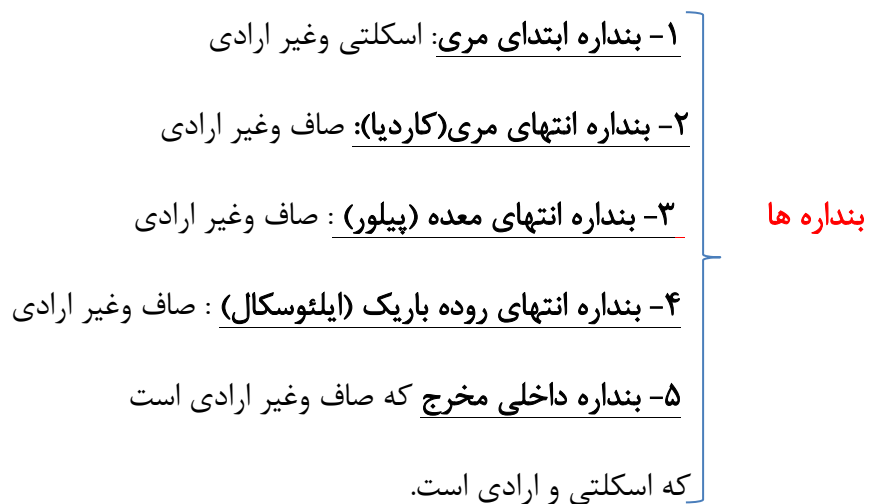 ۱- بنداره ابتدای مری: اسکلتی وغیر ارادی
۲- بنداره انتهای مری(کاردیا): صاف وغیر ارادی
بنداره ها
۳- بنداره انتهای معده (پیلور) : صاف وغیر ارادی
۴- بنداره انتهای روده باریک (ایلئوسکال) : صاف وغیر ارادی
۵- بنداره داخلی مخرج که صاف وغیر ارادی است
که اسکلتی و ارادی است.